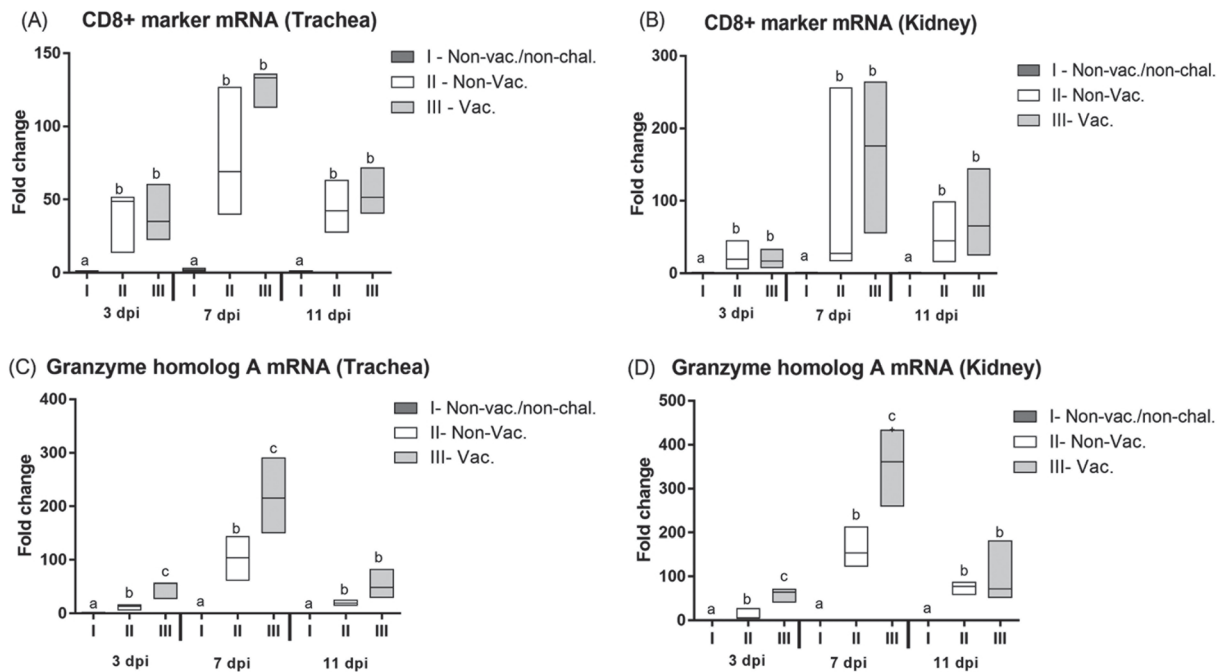 (A) CD8+ marker mRNA (Trachea)
Fold change
150
100
50
0
a b b a b b a b b
I II III I II III I II III
3 dpi 7 dpi 11 dpi
I - Non-vac./non-chal.
II - Non-Vac.
III - Vac.
(B) CD8+ marker mRNA (Kidney)
Fold change
300
200
100
0
a b b a b b a b b
I II III I II III I II III
3 dpi 7 dpi 11 dpi
I - Non-vac./non-chal.
II- Non-Vac.
III- Vac.
(C) Granzyme homolog A mRNA (Trachea)
Fold change
400
300
200
100
0
a b c a b c a b b
I II III I II III I II III
3 dpi 7 dpi 11 dpi
I- Non-vac./non-chal.
II- Non-Vac.
III- Vac.
(D) Granzyme homolog A mRNA (Kidney)
Fold change
500
400
300
200
100
0
a b c a b c a b b
I II III I II III I II III
3 dpi 7 dpi 11 dpi
I- Non-vac./non-chal.
II- Non-Vac.
III- Vac.